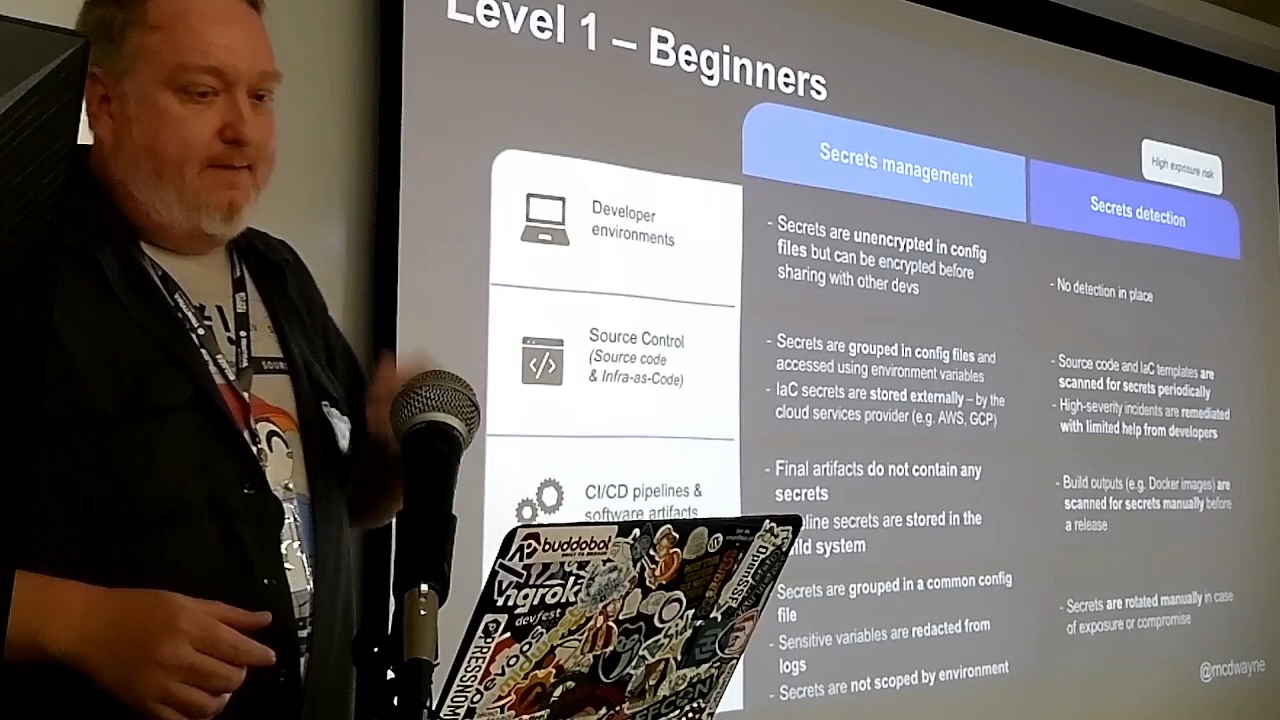 Level 1 – Beginners
High exposure risk
Secrets management
Secrets detection
Developer
environments
- Secrets are unencrypted in config
files but can be encrypted before
sharing with other devs
- No detection in place
Source Control
(Source code
& Infra-as-Code)
- Secrets are grouped in config files and
accessed using environment variables
- IaC secrets are stored externally – by the
cloud services provider (e.g. AWS, GCP)
- Source code and IaC templates are
scanned for secrets periodically
- High-severity incidents are remediated
with limited help from developers
CI/CD pipelines &
software artifacts
- Final artifacts do not contain any
secrets
line secrets are stored in the
ild system
- Build outputs (e.g. Docker images) are
scanned for secrets manually before
a release
Secrets are grouped in a common config
file
- Sensitive variables are redacted from
logs
- Secrets are not scoped by environment
- Secrets are rotated manually in case
of exposure or compromise
@mcdwayne
buddobot
ngrok
devfest
OpenSSF
PRESSNOM